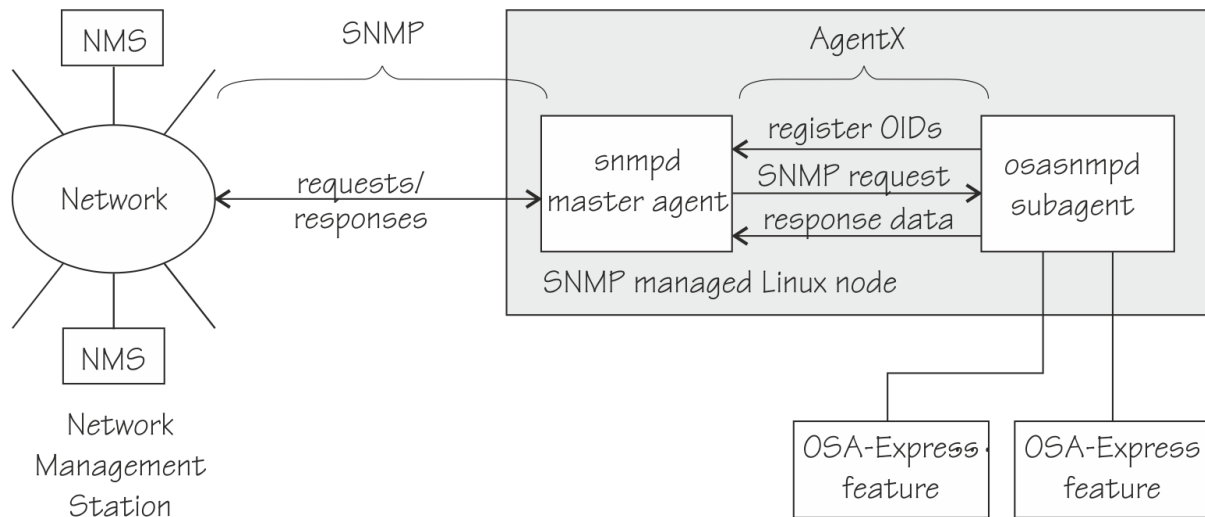 NMS
SNMP
AgentX
Network
requests/
responses
snmpd
master agent
register OIDs
SNMP request
response data
osasnmpd
subagent
SNMP managed Linux node
NMS
Network
Management
Station
OSA-Express
feature
OSA-Express
feature